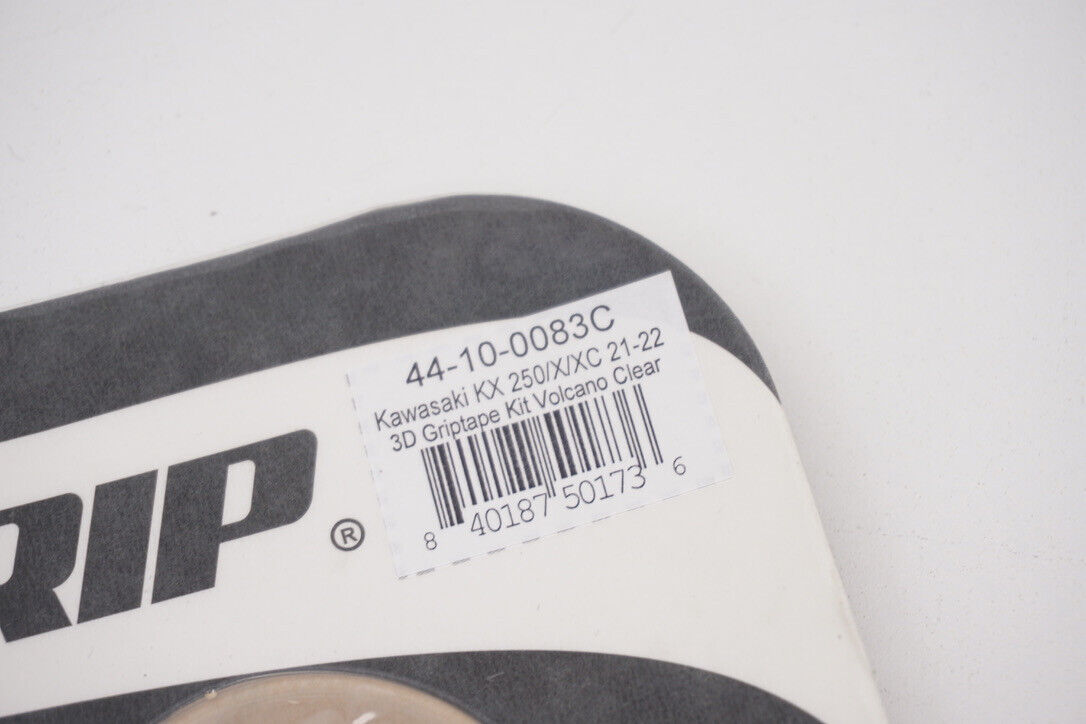 44-10-0083C
Kawasaki KX 250/X/XC 21-22
3D Griptape Kit Volcano Clear
8 40187 50173 6
RIP®